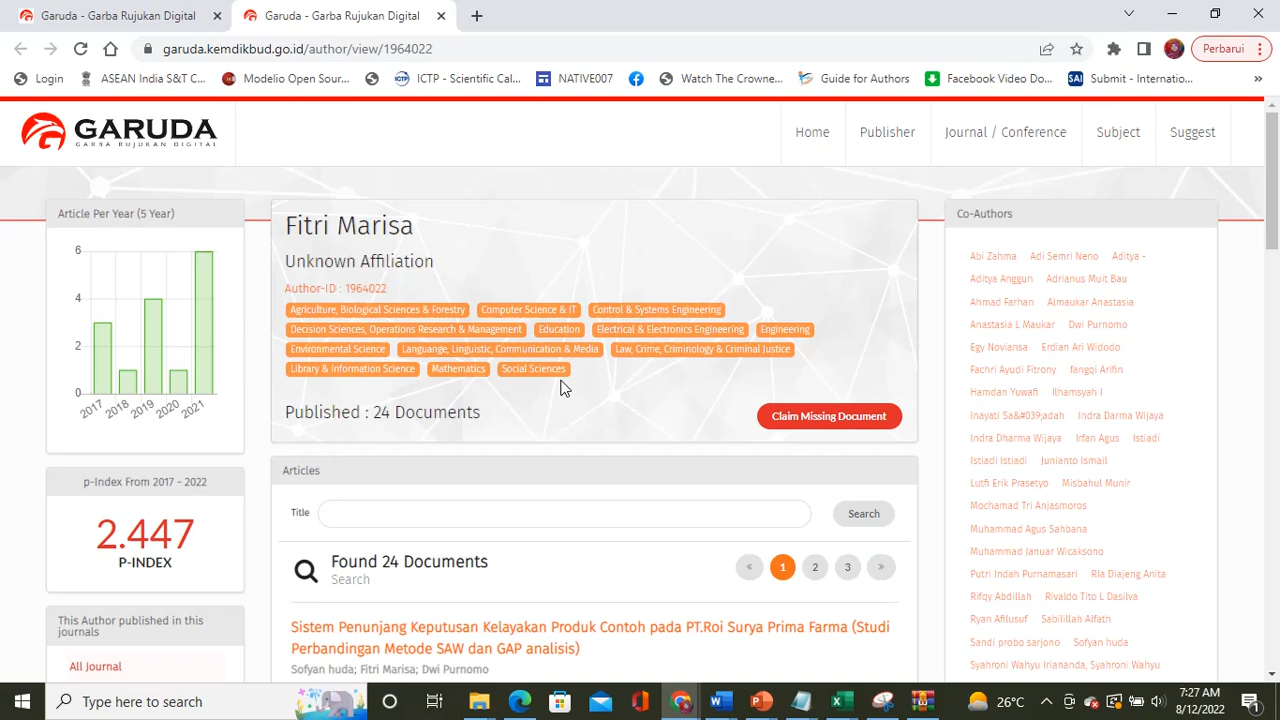 Garuda - Garba Rujukan Digital
Garuda - Garba Rujukan Digital
garuda.kemdikbud.go.id/author/view/1964022
Perbarui
Login
ASEAN India S&T C...
Modelio Open Sour...
ICTP - Scientific Cal...
NATIVE007
Watch The Crowne...
Guide for Authors
Facebook Video Do...
Submit - Internatio...
GARUDA
GARBA RUJUKAN DIGITAL
Home
Publisher
Journal / Conference
Subject
Suggest
Article Per Year (5 Year)
6
4
2
0
2017 2018 2019 2020 2021
p-Index From 2017 - 2022
2.447
P-INDEX
This Author published in this
journals
All Journal
Fitri Marisa
Unknown Affiliation
Author-ID : 1964022
Agriculture, Biological Sciences & Forestry Computer Science & IT Control & Systems Engineering
Decision Sciences, Operations Research & Management Education Electrical & Electronics Engineering Engineering
Environmental Science Languange, Linguistic, Communication & Media Law, Crime, Criminology & Criminal Justice
Library & Information Science Mathematics Social Sciences
Published : 24 Documents
Claim Missing Document
Articles
Title
Search
Found 24 Documents
Search
« 1 2 3 »
Sistem Penunjang Keputusan Kelayakan Produk Contoh pada PT.Roi Surya Prima Farma (Studi
Perbandingan Metode SAW dan GAP analisis)
Sofyan huda; Fitri Marisa; Dwi Purnomo
Co-Authors
Abi Zahma Adi Semri Neno Aditya -
Aditya Anggun Adrianus Muit Bau
Ahmad Farhan Almaukar Anastasia
Anastasia L Maukar Dwi Purnomo
Egy Noviansa Erdian Ari Widodo
Fachri Ayudi Fitrony fangqi Arifin
Hamdan Yuwafi Ilhamsyah I
Inayati Sa&#039;adah Indra Darma Wijaya
Indra Dharma Wijaya Irfan Agus Istiadi
Istiadi Istiadi Junianto Ismail
Lutfi Erik Prasetyo Misbahul Munir
Mochamad Tri Anjasmoros
Muhammad Agus Sahbana
Muhammad Januar Wicaksono
Putri Indah Purnamasari RIa Diajeng Anita
Rifqy Abdillah Rivaldo Tito L Dasilva
Ryan Afilusuf Sabilillah Alfath
Sandi probo sarjono Sofyan huda
Syahroni Wahyu Iriananda, Syahroni Wahyu
Type here to search
26°C
7:27 AM
8/12/2022
1